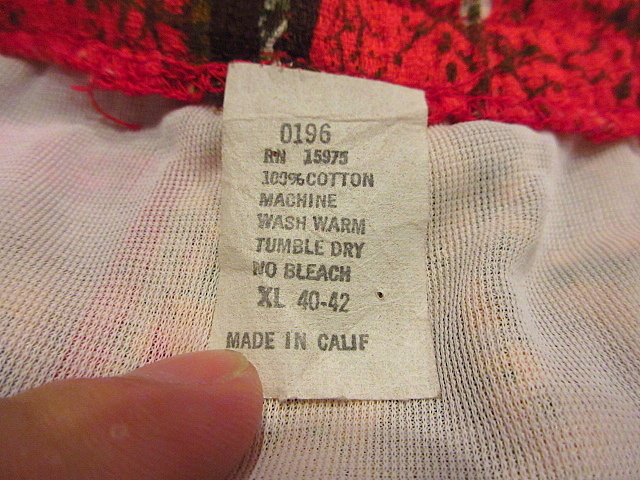 0196
RN 15975
100% COTTON
MACHINE
WASH WARM
TUMBLE DRY
NO BLEACH
XL 40-42
MADE IN CALIF